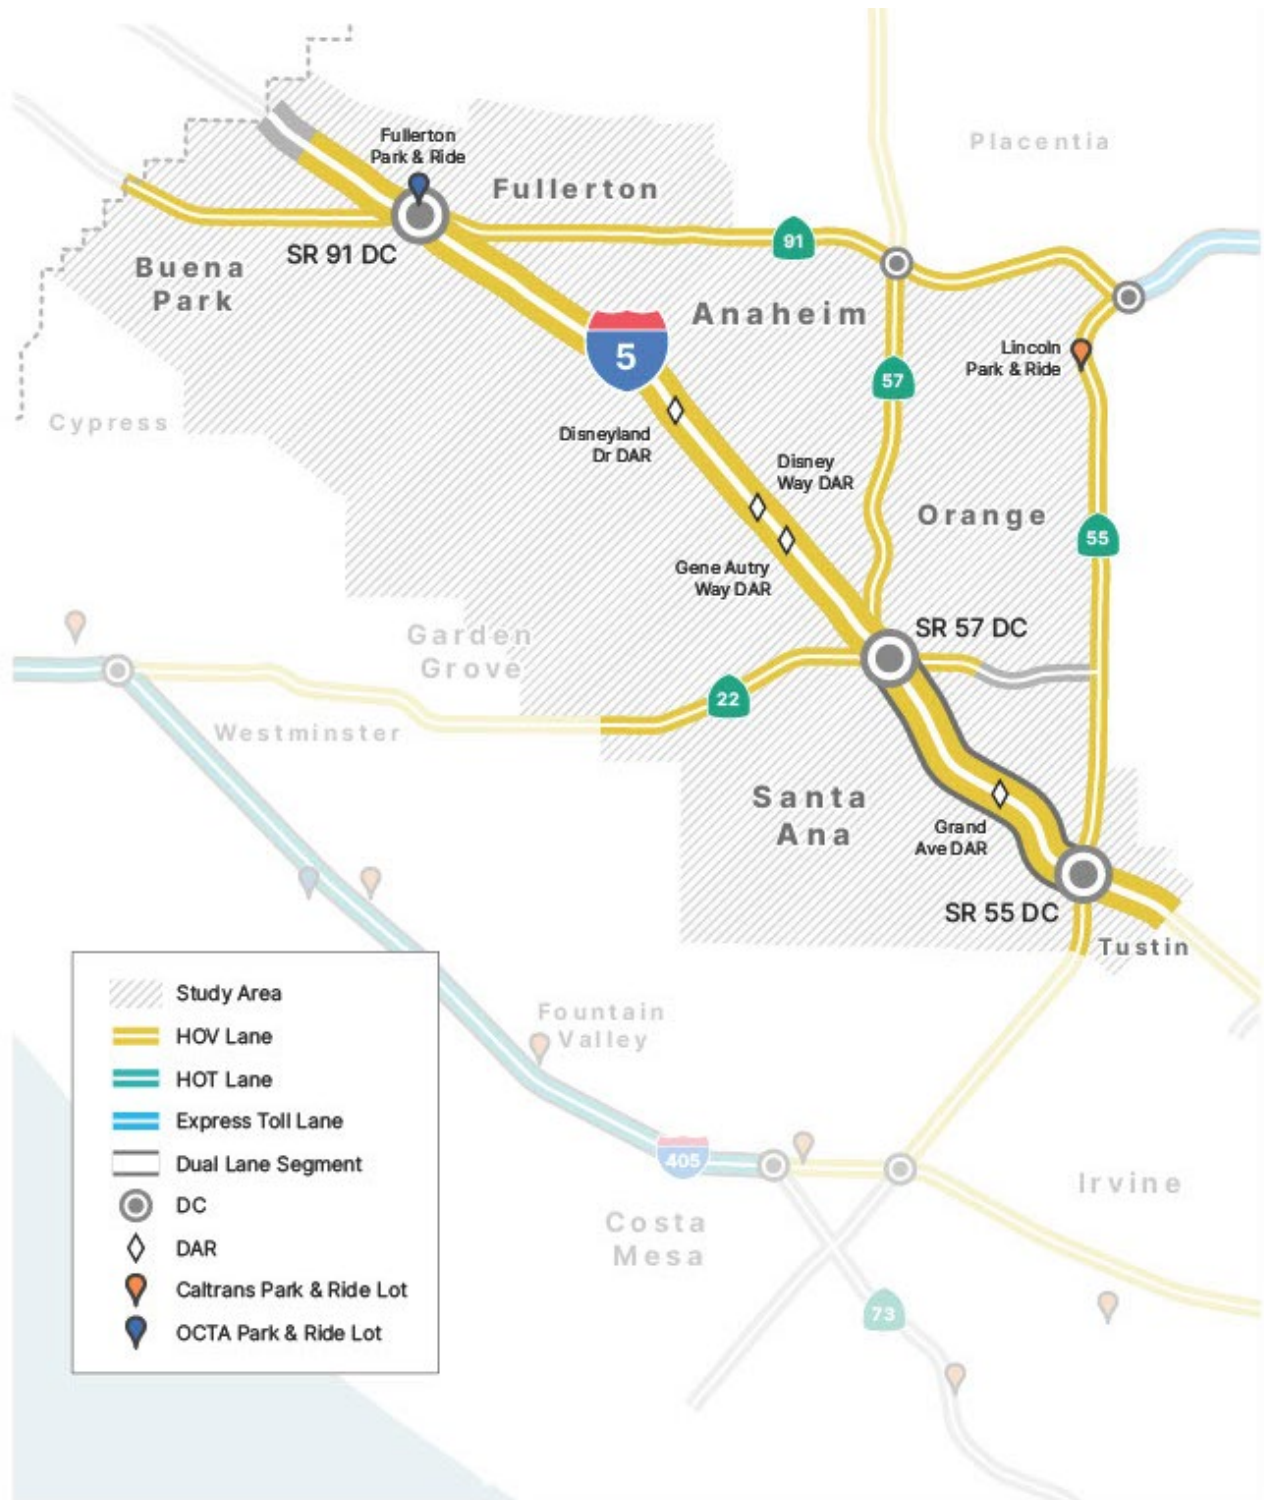 Fullerton
Park & Ride
Placentia
Fullerton
91
SR 91 DC
Buena
Park
Anaheim
5
Lincoln
Park & Ride
57
Cypress
Disneyland
Dr DAR
Disney
Way DAR
Orange
55
Gene Autry
Way DAR
SR 57 DC
Garden
Grove
22
Westminster
Santa
Ana
Grand
Ave DAR
SR 55 DC
Tustin
Study Area
HOV Lane
HOT Lane
Express Toll Lane
Dual Lane Segment
DC
DAR
Caltrans Park & Ride Lot
OCTA Park & Ride Lot
Fountain
Valley
405
Irvine
Costa
Mesa
73